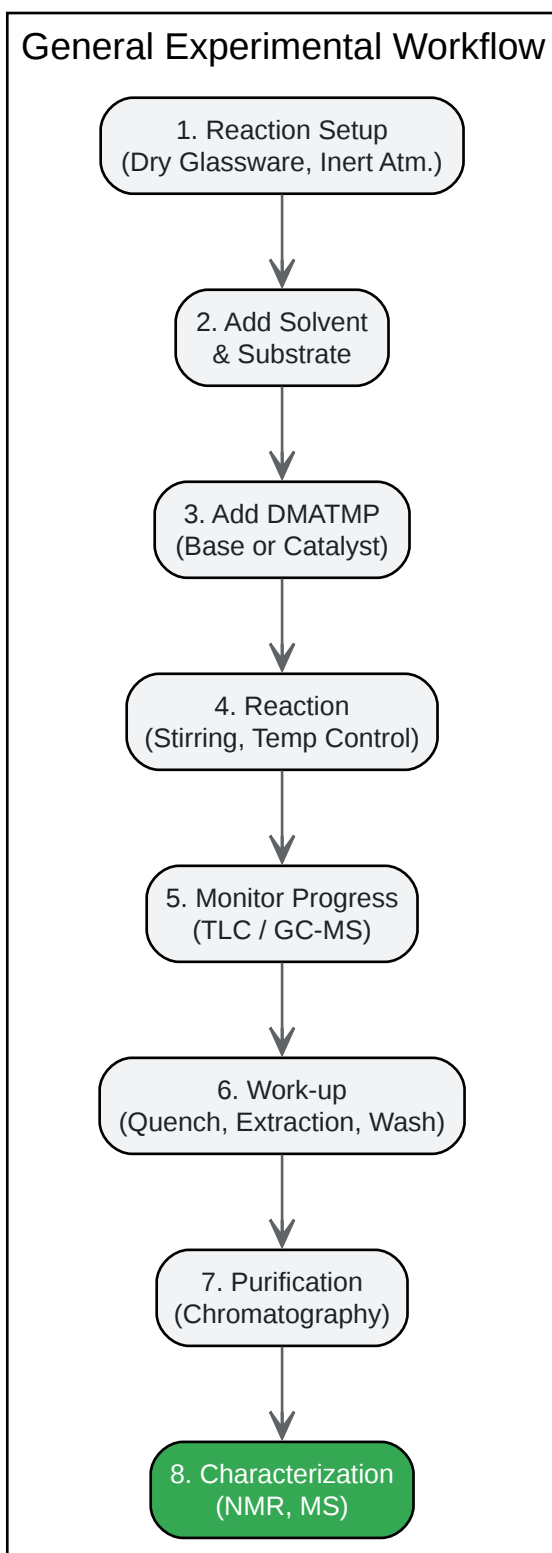 General Experimental Workflow
1. Reaction Setup
(Dry Glassware, Inert Atm.)
2. Add Solvent
& Substrate
3. Add DMATMP
(Base or Catalyst)
4. Reaction
(Stirring, Temp Control)
5. Monitor Progress
(TLC / GC-MS)
6. Work-up
(Quench, Extraction, Wash)
7. Purification
(Chromatography)
8. Characterization
(NMR, MS)